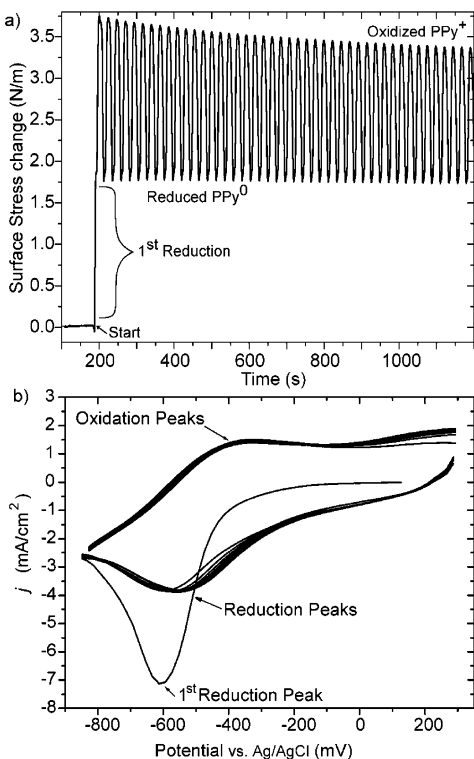 a)
Oxidized PPy+
Surface Stress change (N/m)
3.5
3.0
2.5
2.0
1.5
1.0
0.5
0.0
Reduced PPy0
1st Reduction
Start
200 400 600 800 1000
Time (s)
b)
j (mA/cm2)
2
1
0
-1
-2
-3
-4
-5
-6
-7
-8
Oxidation Peaks
Reduction Peaks
1st Reduction Peak
-800 -600 -400 -200 0 200
Potential vs. Ag/AgCl (mV)